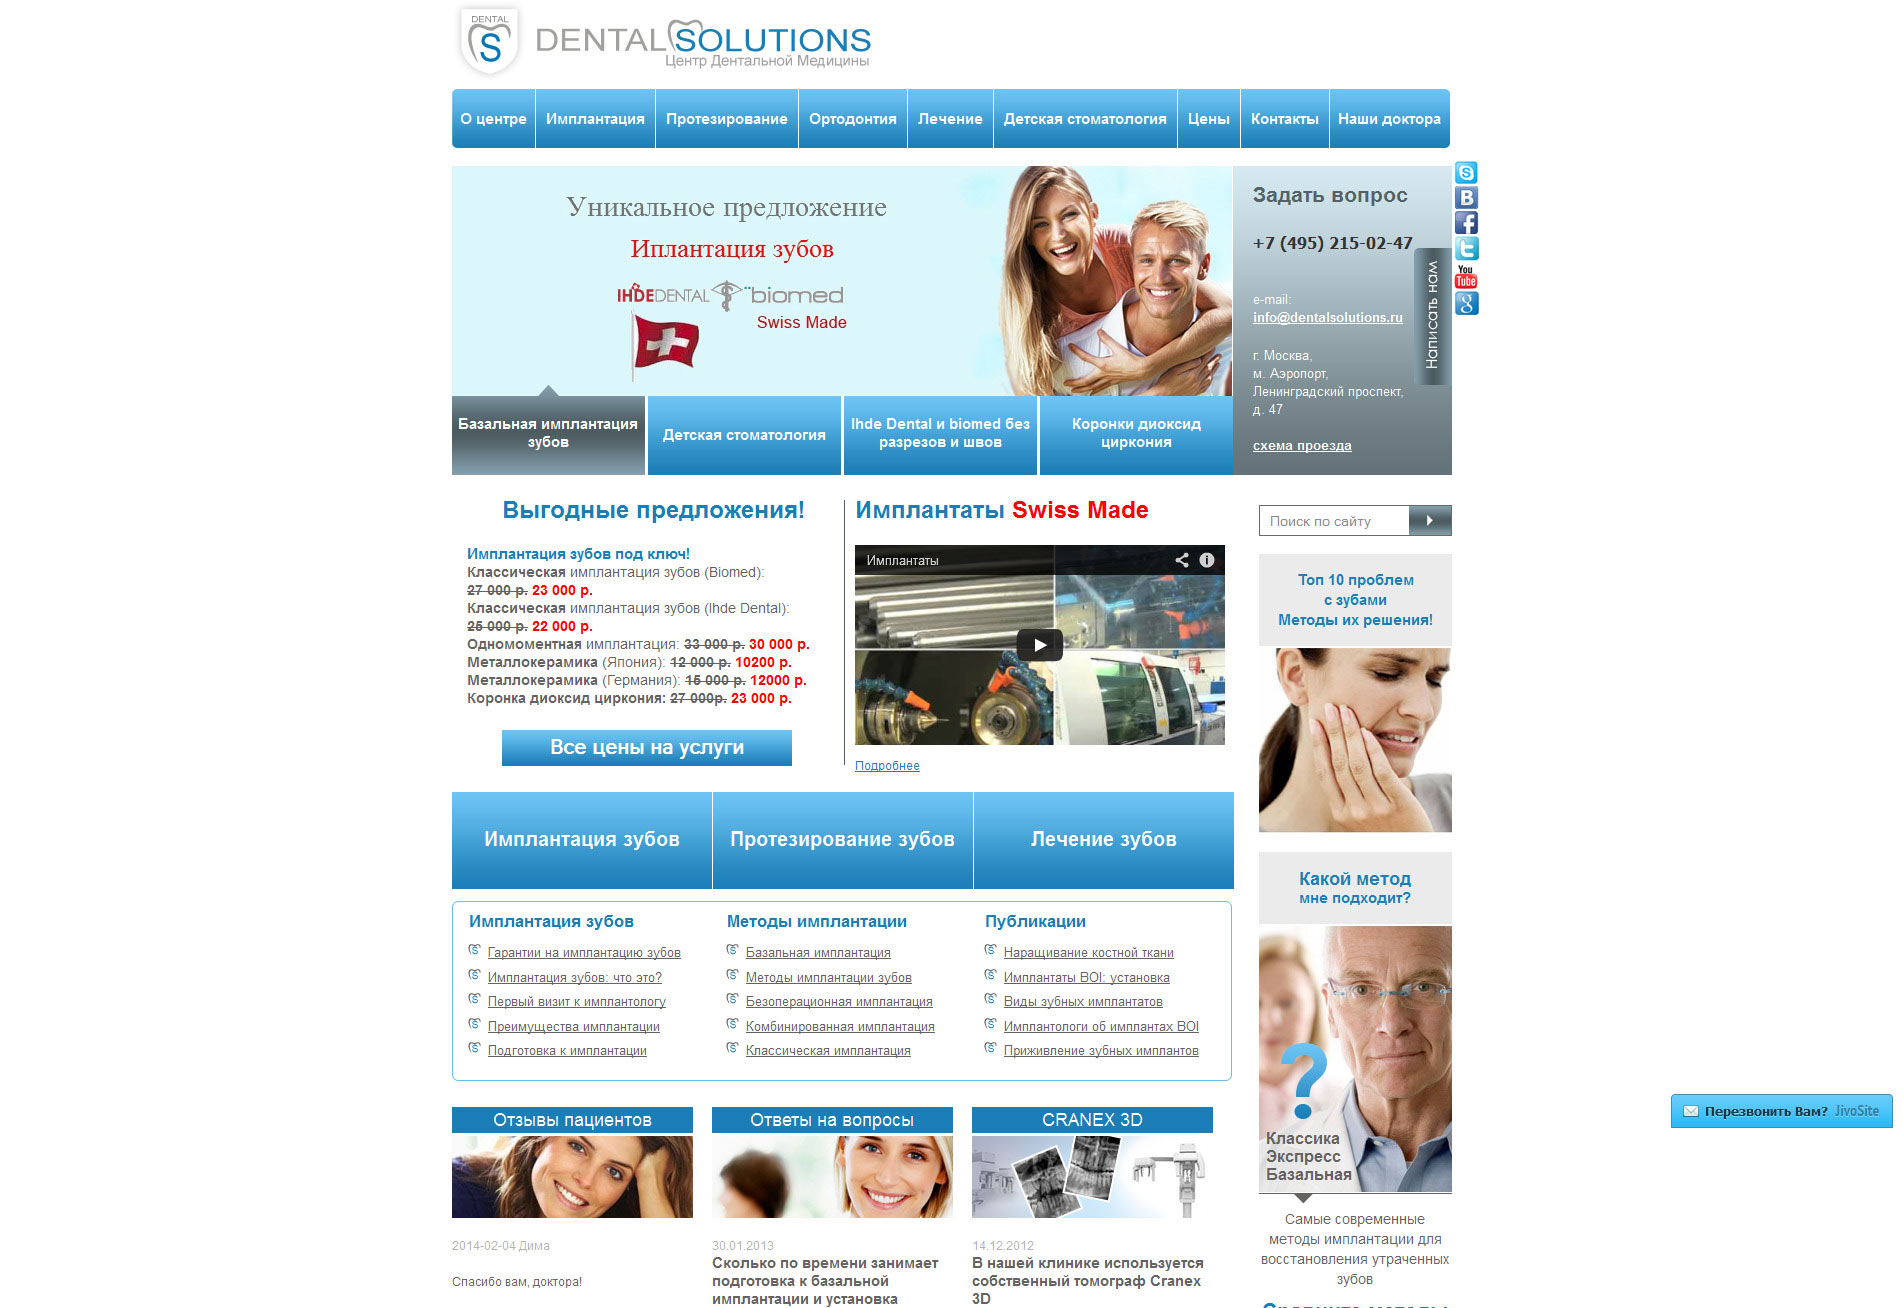 DENTAL
S
DENTAL SOLUTIONS
Центр Дентальной Медицины
О центре
Имплантация
Протезирование
Ортодонтия
Лечение
Детская стоматология
Цены
Контакты
Наши доктора
Уникальное предложение
Иплантация зубов
IHDEDENTAL biomed
Swiss Made
Задать вопрос
+7 (495) 215-02-47
e-mail:
info@dentalsolutions.ru
г. Москва,
м. Аэропорт,
Ленинградский проспект,
д. 47
схема проезда
Написать нам
You
Tube
Базальная имплантация
зубов
Детская стоматология
Ihde Dental и biomed без
разрезов и швов
Коронки диоксид
циркония
Выгодные предложения!
Имплантация зубов под ключ!
Классическая имплантация зубов (Biomed):
27 000 р. 23 000 р.
Классическая имплантация зубов (Ihde Dental):
25 000 р. 22 000 р.
Одномоментная имплантация: 33 000 р. 30 000 р.
Металлокерамика (Япония): 12 000 р. 10200 р.
Металлокерамика (Германия): 15 000 р. 12000 р.
Коронка диоксид циркония: 27 000р. 23 000 р.
Все цены на услуги
Имплантаты Swiss Made
Имплантаты
Подробнее
Поиск по сайту
Топ 10 проблем
с зубами
Методы их решения!
Имплантация зубов
Протезирование зубов
Лечение зубов
Какой метод
мне подходит?
Имплантация зубов
Гарантии на имплантацию зубов
Имплантация зубов: что это?
Первый визит к имплантологу
Преимущества имплантации
Подготовка к имплантации
Методы имплантации
Базальная имплантация
Методы имплантации зубов
Безоперационная имплантация
Комбинированная имплантация
Классическая имплантация
Публикации
Наращивание костной ткани
Имплантаты BOI: установка
Виды зубных имплантатов
Имплантологи об имплантах BOI
Приживление зубных имплантов
?
Классика
Экспресс
Базальная
Самые современные
методы имплантации для
восстановления утраченных
зубов
Перезвонить Вам? JivoSite
Отзывы пациентов
2014-02-04 Дима
Спасибо вам, доктора!
Ответы на вопросы
30.01.2013
Сколько по времени занимает
подготовка к базальной
имплантации и установка
CRANEX 3D
14.12.2012
В нашей клинике используется
собственный томограф Cranex
3D